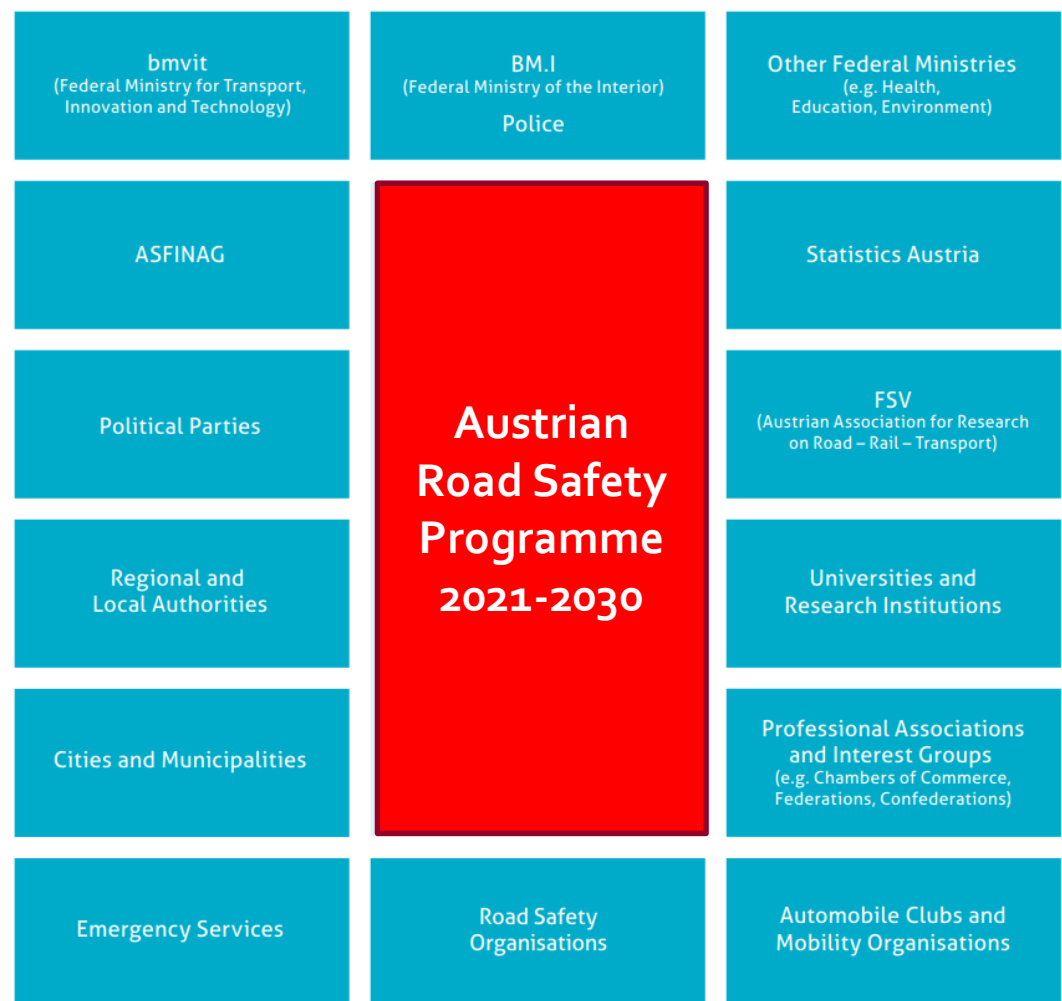 bmvit
(Federal Ministry for Transport,
Innovation and Technology)
BM.I
(Federal Ministry of the Interior)
Police
Other Federal Ministries
(e.g. Health,
Education, Environment)
ASFINAG
Statistics Austria
Political Parties
Austrian
Road Safety
Programme
2021-2030
FSV
(Austrian Association for Research
on Road – Rail – Transport)
Regional and
Local Authorities
Universities and
Research Institutions
Cities and Municipalities
Professional Associations
and Interest Groups
(e.g. Chambers of Commerce,
Federations, Confederations)
Emergency Services
Road Safety
Organisations
Automobile Clubs and
Mobility Organisations